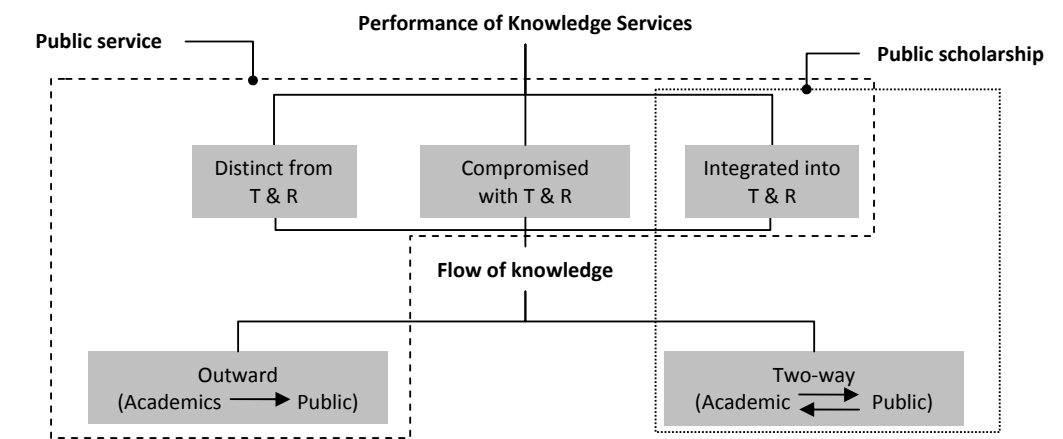 Performance of Knowledge Services
Public service
Public scholarship
Distinct from
T & R
Compromised
with T & R
Integrated into
T & R
Flow of knowledge
Outward
(Academics Public)
Two-way
(Academic Public)